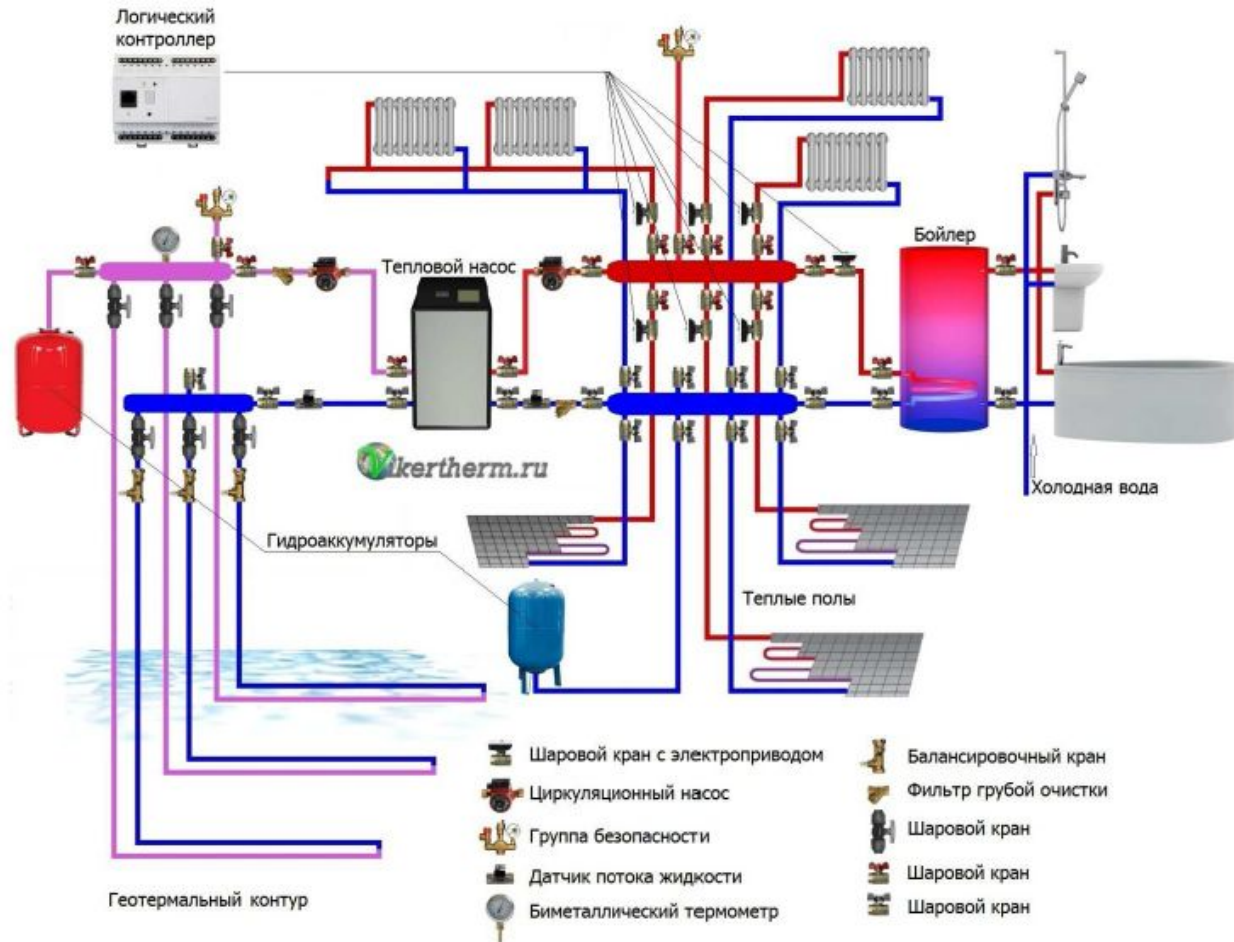 Логический
контроллер
Тепловой насос
Бойлер
Vikertherm.ru
Холодная вода
Гидроаккумуляторы
Теплые полы
Геотермальный контур
Шаровой кран с электроприводом
Циркуляционный насос
Группа безопасности
Датчик потока жидкости
Биметаллический термометр
Балансировочный кран
Фильтр грубой очистки
Шаровой кран
Шаровой кран
Шаровой кран